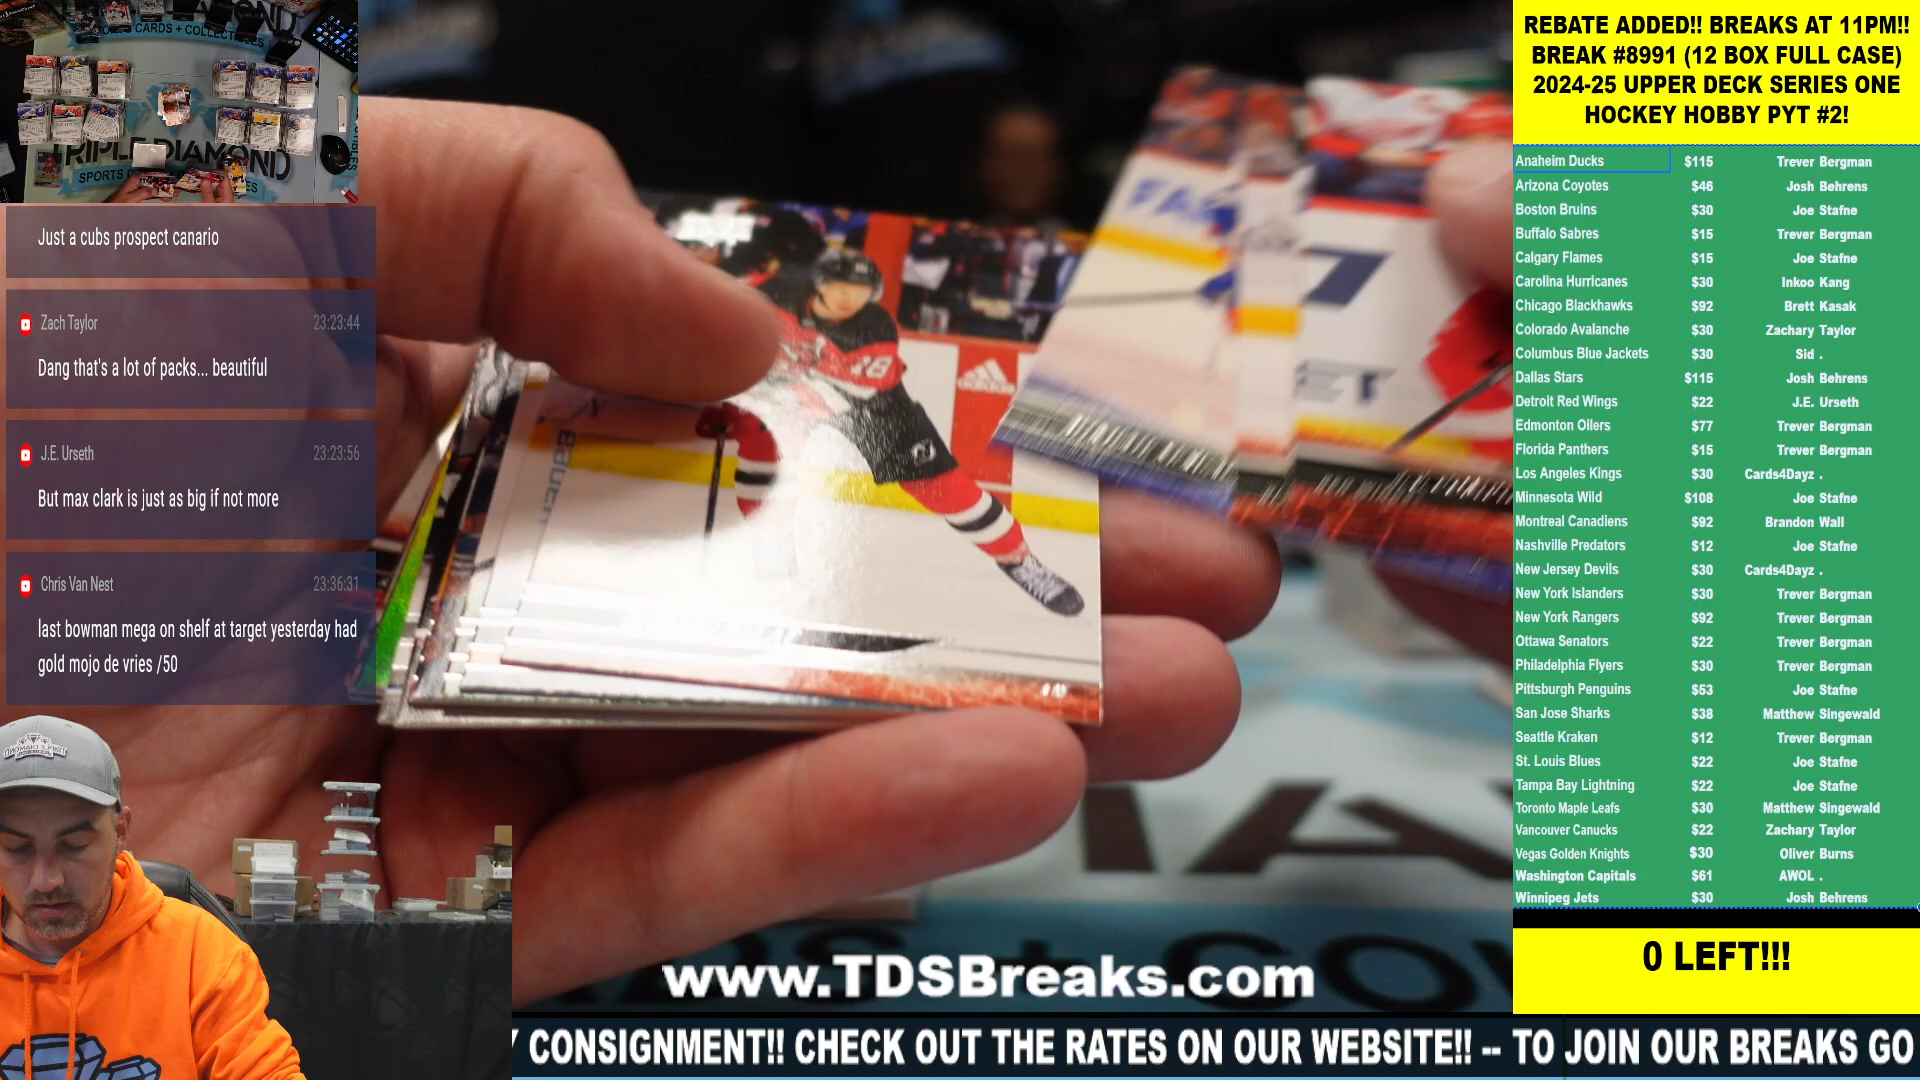 REBATE ADDED!! BREAKS AT 11PM!!
BREAK #8991 (12 BOX FULL CASE)
2024-25 UPPER DECK SERIES ONE
HOCKEY HOBBY PYT #2!
Anaheim Ducks $115 Trever Bergman
Arizona Coyotes $46 Josh Behrens
Boston Bruins $30 Joe Stafne
Buffalo Sabres $15 Trever Bergman
Calgary Flames $15 Joe Stafne
Carolina Hurricanes $30 Inkoo Kang
Chicago Blackhawks $92 Brett Kasak
Colorado Avalanche $30 Zachary Taylor
Columbus Blue Jackets $30 Sid .
Dallas Stars $115 Josh Behrens
Detroit Red Wings $22 J.E. Urseth
Edmonton Oilers $77 Trever Bergman
Florida Panthers $15 Trever Bergman
Los Angeles Kings $30 Cards4Dayz .
Minnesota Wild $108 Joe Stafne
Montreal Canadiens $92 Brandon Wall
Nashville Predators $12 Joe Stafne
New Jersey Devils $30 Cards4Dayz .
New York Islanders $30 Trever Bergman
New York Rangers $92 Trever Bergman
Ottawa Senators $22 Trever Bergman
Philadelphia Flyers $30 Trever Bergman
Pittsburgh Penguins $53 Joe Stafne
San Jose Sharks $38 Matthew Singewald
Seattle Kraken $12 Trever Bergman
St. Louis Blues $22 Joe Stafne
Tampa Bay Lightning $22 Joe Stafne
Toronto Maple Leafs $30 Matthew Singewald
Vancouver Canucks $22 Zachary Taylor
Vegas Golden Knights $30 Oliver Burns
Washington Capitals $61 AWOL .
Winnipeg Jets $30 Josh Behrens
0 LEFT!!!
CARDS + COLLECTIBLES
TRIPLE DIAMOND
SPORTS
Just a cubs prospect canario
Zach Taylor 23:23:44
Dang that's a lot of packs... beautiful
J.E. Urseth 23:23:56
But max clark is just as big if not more
Chris Van Nest 23:36:31
last bowman mega on shelf at target yesterday had
gold mojo de vries /50
adidas
18
www.TDSBreaks.com
CONSIGNMENT!! CHECK OUT THE RATES ON OUR WEBSITE!! -- TO JOIN OUR BREAKS GO